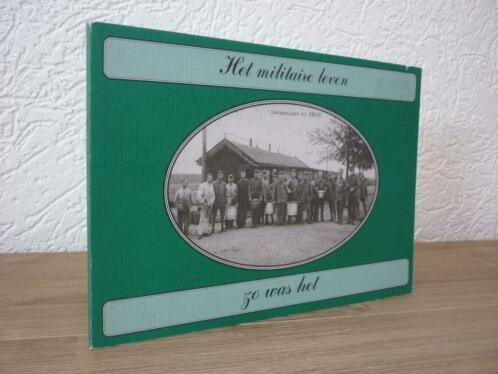 Het militaire leven
zo was het